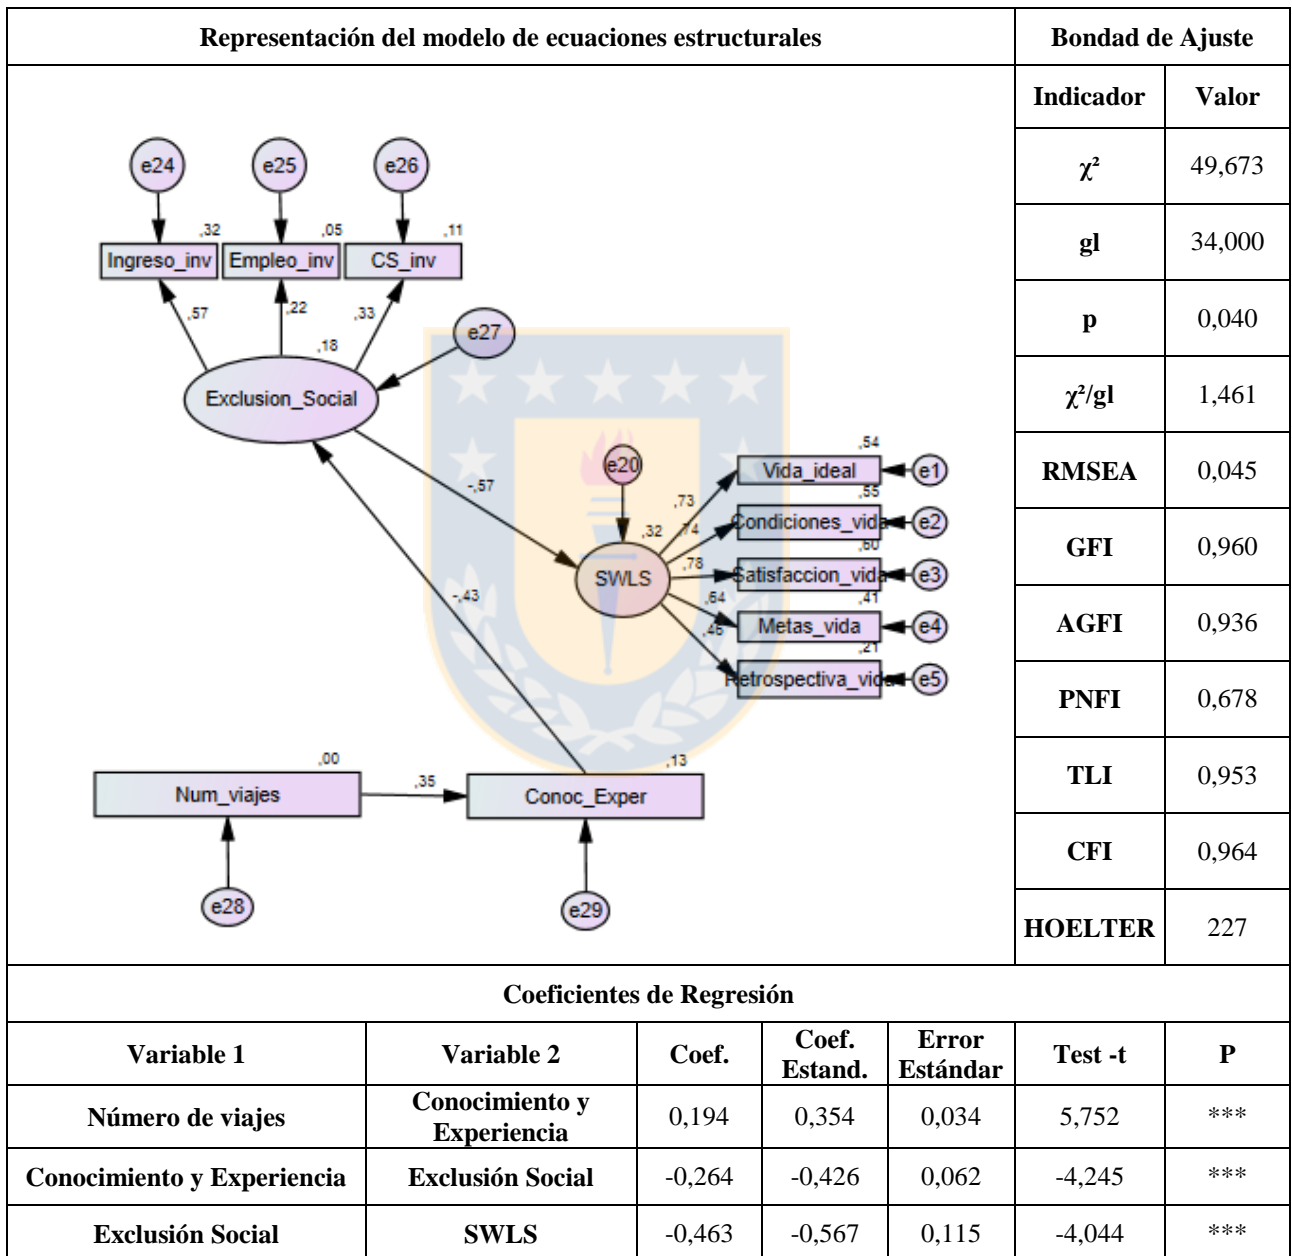 Representación del modelo de ecuaciones estructurales
Bondad de Ajuste
Indicador Valor
χ² 49,673
gl 34,000
p 0,040
χ²/gl 1,461
RMSEA 0,045
GFI 0,960
AGFI 0,936
PNFI 0,678
TLI 0,953
CFI 0,964
HOELTER 227
e24 e25 e26
,32 ,05 ,11
Ingreso_inv Empleo_inv CS_inv
,57 ,22 ,33
,18
e27
Exclusion_Social
-,57
-,43
e20
,32
SWLS
,73 ,74 ,78 ,64 ,46
,54
Vida_ideal e1
,55
Condiciones_vida e2
,60
Satisfaccion_vida e3
,41
Metas_vida e4
,21
Retrospectiva_vida e5
,00 ,13
Num_viajes ,35 Conoc_Exper
e28 e29
Coeficientes de Regresión
Variable 1 Variable 2 Coef. Coef. Estand. Error Estándar Test -t P
Número de viajes Conocimiento y Experiencia 0,194 0,354 0,034 5,752 ***
Conocimiento y Experiencia Exclusión Social -0,264 -0,426 0,062 -4,245 ***
Exclusión Social SWLS -0,463 -0,567 0,115 -4,044 ***